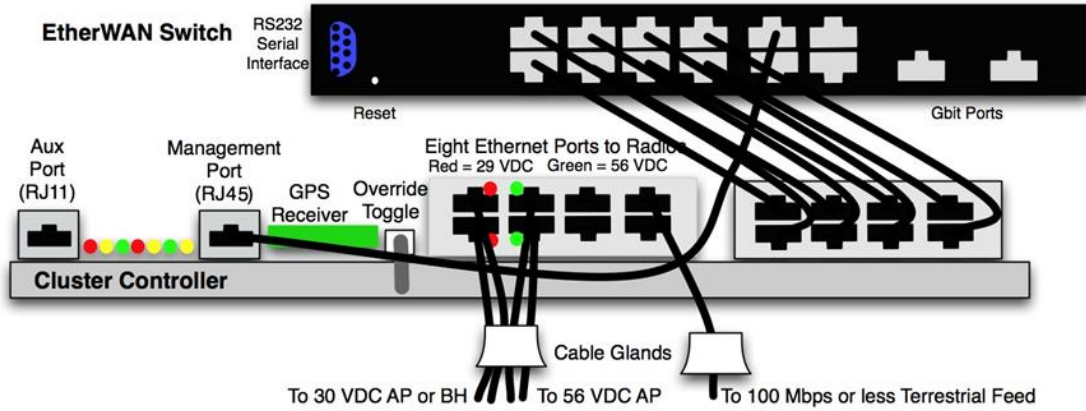 EtherWAN Switch
RS232
Serial
Interface
Reset
Gbit Ports
Aux
Port
(RJ11)
Management
Port
(RJ45)
GPS
Receiver
Override
Toggle
Eight Ethernet Ports to Radios
Red = 29 VDC Green = 56 VDC
Cluster Controller
Cable Glands
To 30 VDC AP or BH
To 56 VDC AP
To 100 Mbps or less Terrestrial Feed